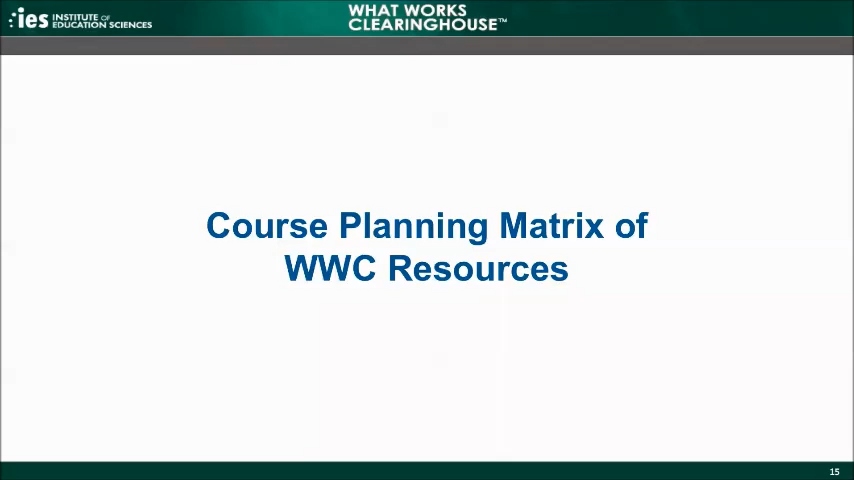 ies INSTITUTE OF
EDUCATION SCIENCES
WHAT WORKS
CLEARINGHOUSE™
Course Planning Matrix of
WWC Resources
15